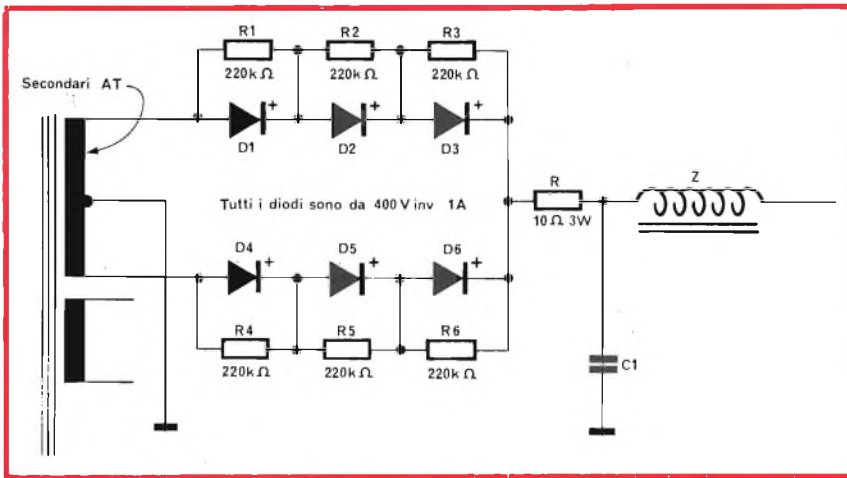 R1 R2 R3
220kΩ 220kΩ 220kΩ
Secondari AT
+ + +
D1 D2 D3
Tutti i diodi sono da 400 V inv 1A
R
10Ω 3W
Z
D4 D5 D6
+ + +
R4 R5 R6
220kΩ 220kΩ 220kΩ
C1